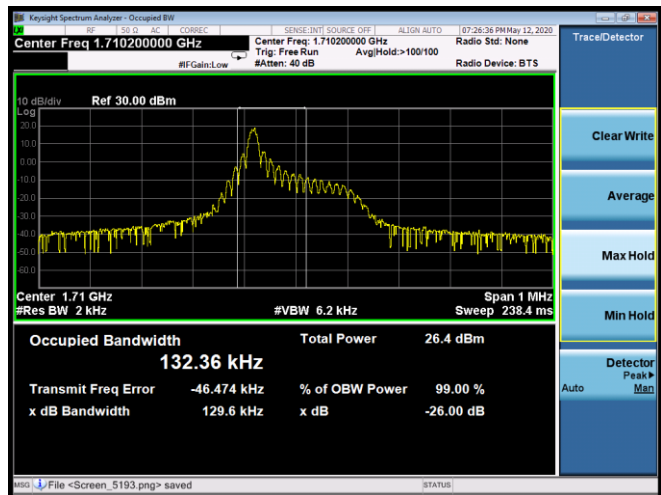 Keysight Spectrum Analyzer - Occupied BW
RF 50 Ω AC CORREC SENSE:INT SOURCE OFF ALIGN AUTO 07:26:36 PM May 12, 2020
Center Freq 1.710200000 GHz
Center Freq: 1.710200000 GHz
Radio Std: None
Trig: Free Run Avg|Hold:>100/100
#IFGain:Low
#Atten: 40 dB
Radio Device: BTS
10 dB/div Ref 30.00 dBm
Log
20.0
10.0
0.00
-10.0
-20.0
-30.0
-40.0
-50.0
-60.0
Center 1.71 GHz
Span 1 MHz
#Res BW 2 kHz
#VBW 6.2 kHz
Sweep 238.4 ms
Occupied Bandwidth
Total Power 26.4 dBm
132.36 kHz
Transmit Freq Error -46.474 kHz
% of OBW Power 99.00 %
x dB Bandwidth 129.6 kHz
x dB -26.00 dB
Trace/Detector
Clear Write
Average
Max Hold
Min Hold
Detector
Peak▶
Auto Man
MSG File <Screen_5193.png> saved
STATUS